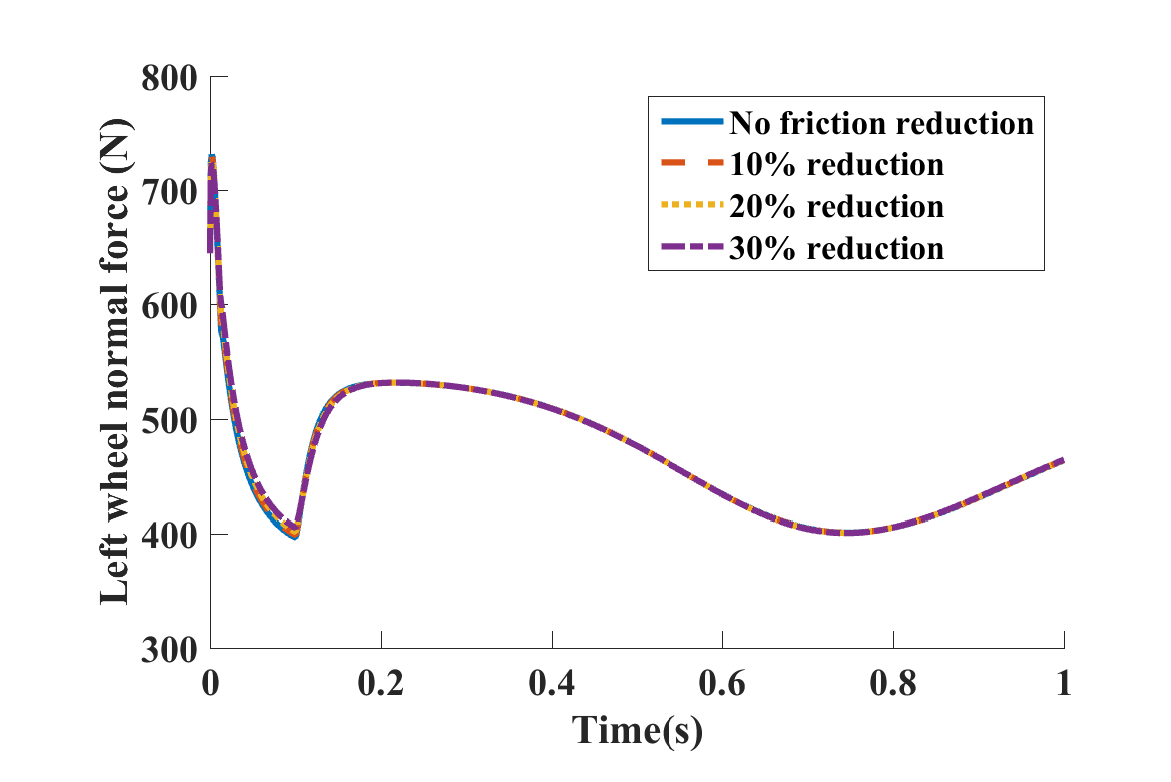 800
700
600
500
400
300
0
0.2
0.4
0.6
0.8
1
Left wheel normal force (N)
Time(s)
No friction reduction
10% reduction
20% reduction
30% reduction